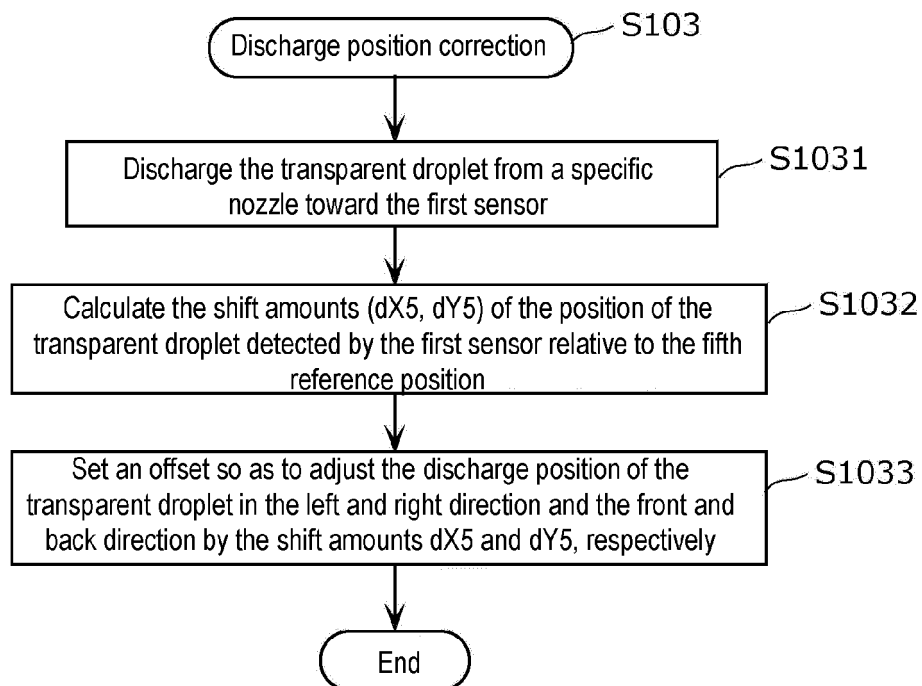 Discharge position correction
S103
Discharge the transparent droplet from a specific
nozzle toward the first sensor
S1031
Calculate the shift amounts (dX5, dY5) of the position of the
transparent droplet detected by the first sensor relative to the fifth
reference position
S1032
Set an offset so as to adjust the discharge position of the
transparent droplet in the left and right direction and the front and
back direction by the shift amounts dX5 and dY5, respectively
S1033
End